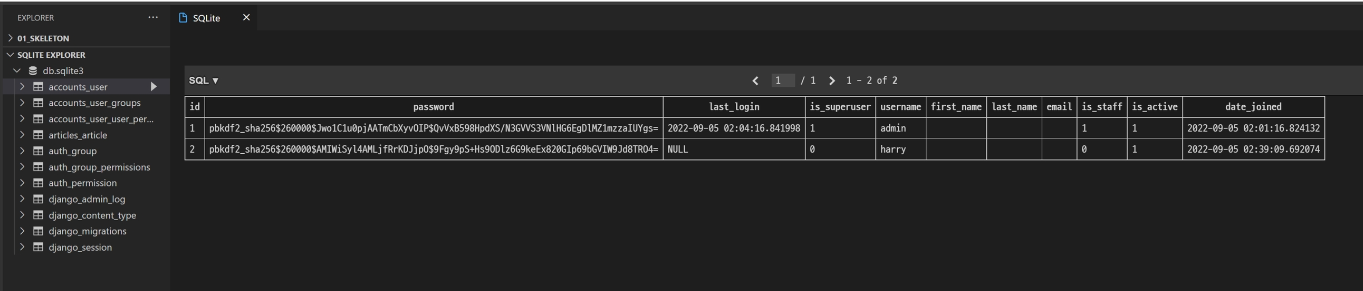 EXPLORER ...
SQLite
01_SKELETON
SQLITE EXPLORER
db.sqlite3
accounts_user
accounts_user_groups
accounts_user_user_per...
articles_article
auth_group
auth_group_permissions
auth_permission
django_admin_log
django_content_type
django_migrations
django_session
SQL ▼ < 1 / 1 > 1 - 2 of 2
id password last_login is_superuser username first_name last_name email is_staff is_active date_joined
1 pbkdf2_sha256$260000$Jwo1C1u0pjAATmCbXyvOIP$QvVxB598HpdXS/N3GVVS3VNlHG6EgDlMZ1mzzaIUYgs= 2022-09-05 02:04:16.841998 1 admin 1 1 2022-09-05 02:01:16.824132
2 pbkdf2_sha256$260000$AMIWiSyl4AMLjfRrKDJjpO$9Fgy9pS+Hs9ODlz6G9keEx820GIp69bGVIW9Jd8TRO4= NULL 0 harry 0 1 2022-09-05 02:39:09.692074